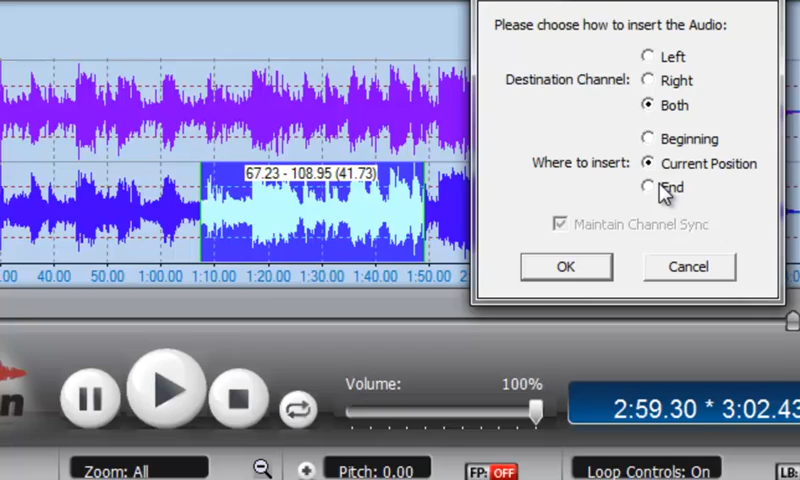 Please choose how to insert the Audio:
Left
Destination Channel:
Right
Both
Beginning
Where to insert:
Current Position
End
Maintain Channel Sync
OK
Cancel
67.23 - 108.95 (41.73)
40.00 50.00 1:00.00 1:10.00 1:20.00 1:30.00 1:40.00 1:50.00
Volume: 100%
2:59.30 * 3:02.43
Zoom: All
Pitch: 0.00
FP: OFF
Loop Controls: On
LB: